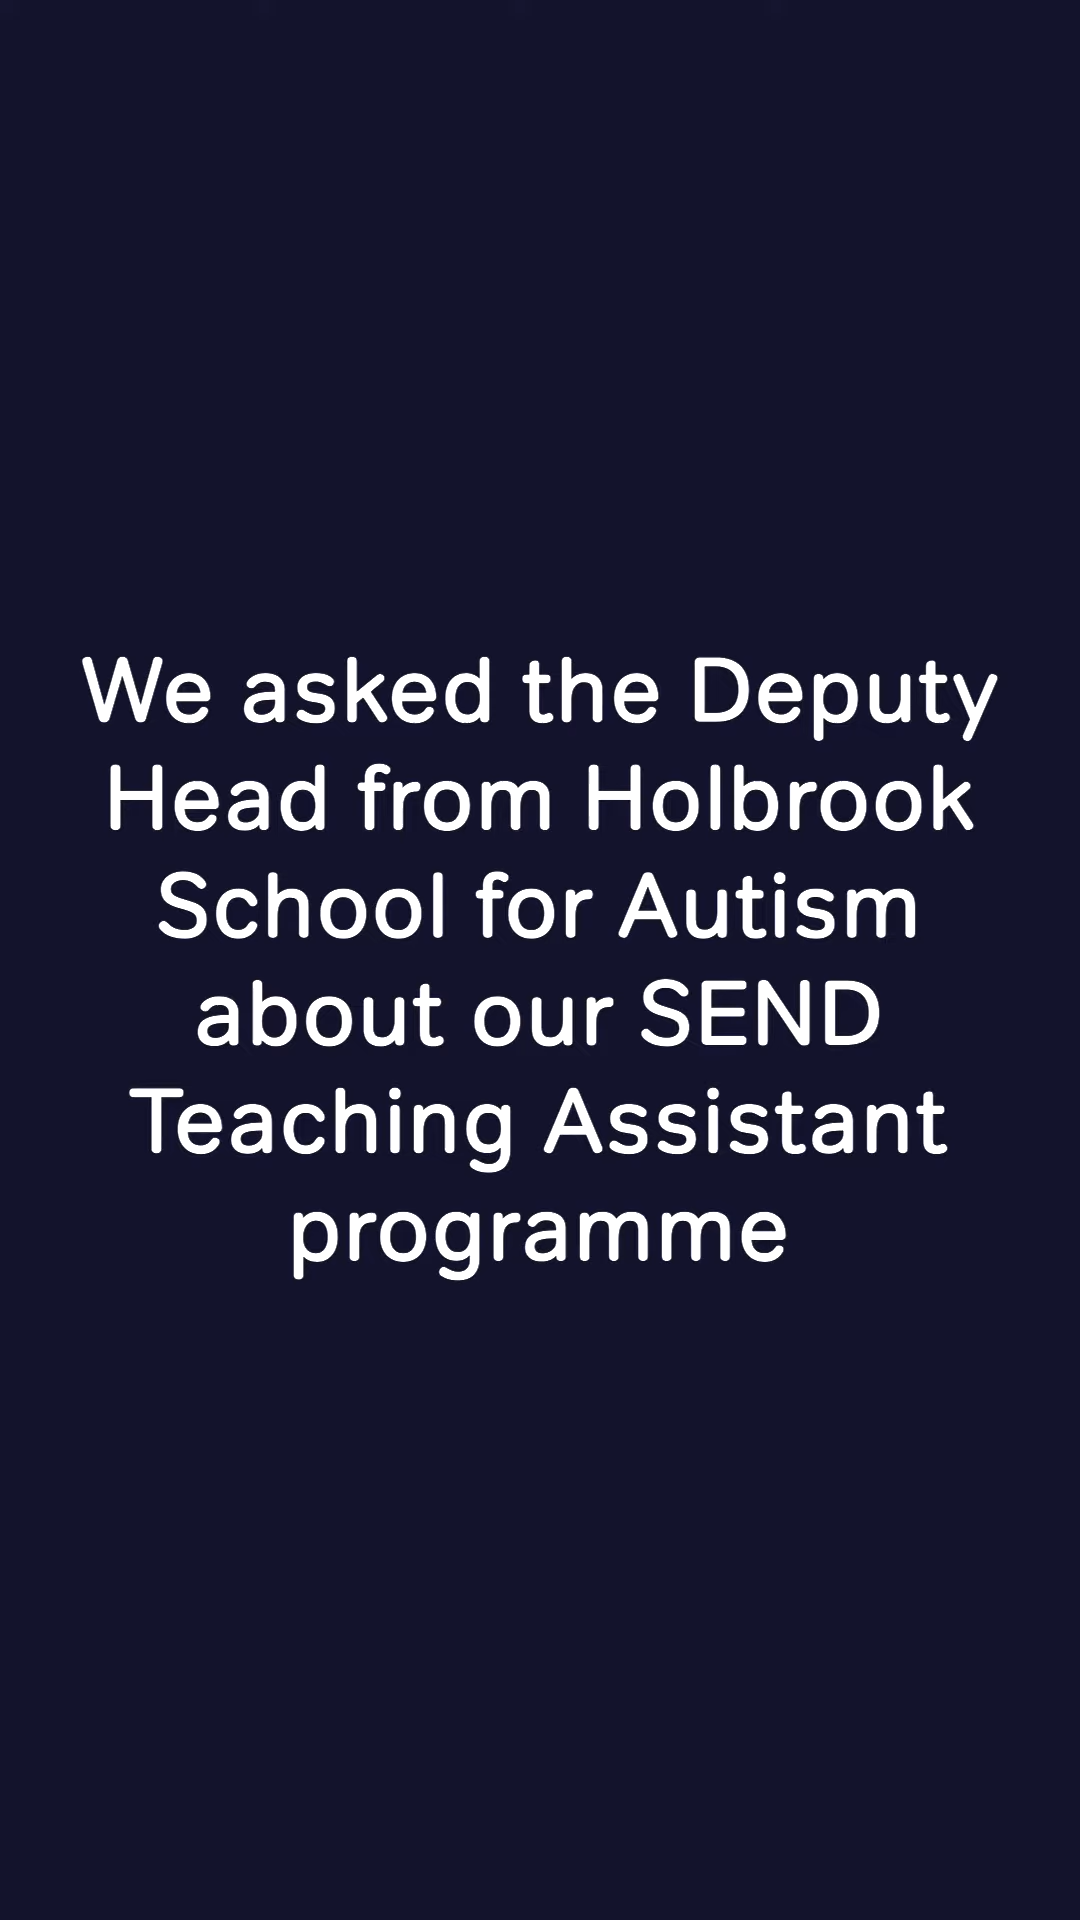 We asked the Deputy
Head from Holbrook
School for Autism
about our SEND
Teaching Assistant
programme